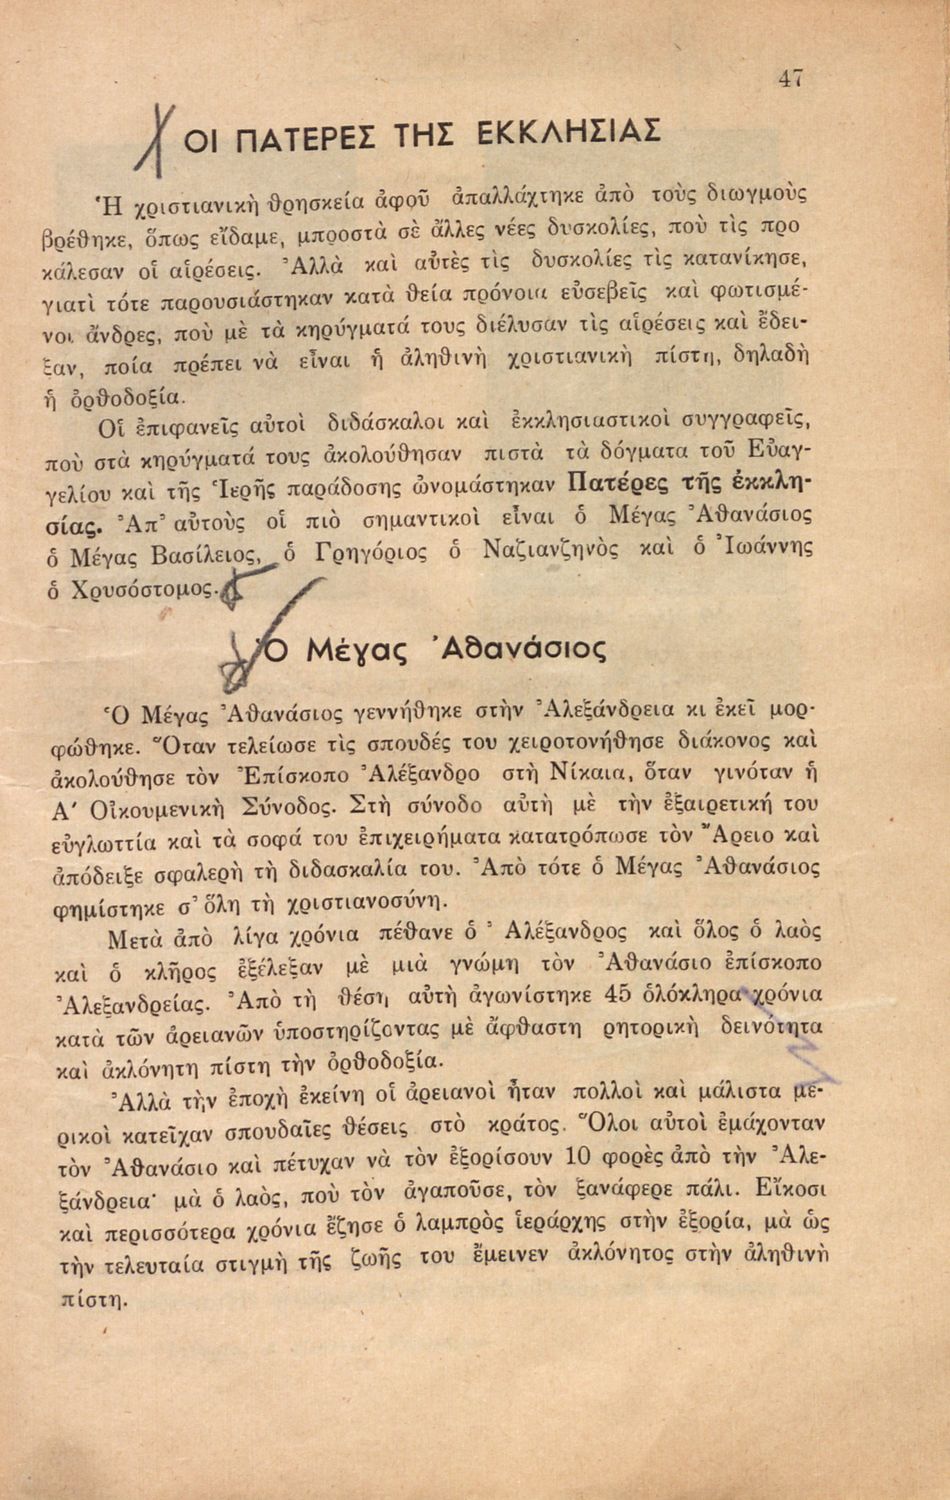 47
ΟΙ ΠΑΤΕΡΕΣ ΤΗΣ ΕΚΚΛΗΣΙΑΣ
Ἡ χριστιανικὴ θρησκεία ἀφοῦ ἀπαλλάχτηκε ἀπὸ τοὺς διωγμοὺς
βρέθηκε, ὅπως εἴδαμε, μπροστὰ σὲ ἄλλες νέες δυσκολίες, ποὺ τὶς προ
κάλεσαν οἱ αἱρέσεις. Ἀλλὰ καὶ αὐτὲς τὶς δυσκολίες τὶς κατανίκησε,
γιατὶ τότε παρουσιάστηκαν κατὰ θεία πρόνοια εὐσεβεῖς καὶ φωτισμέ-
νοι ἄνδρες, ποὺ μὲ τὰ κηρύγματά τους διέλυσαν τὶς αἱρέσεις καὶ ἔδει-
ξαν, ποία πρέπει νὰ εἶναι ἡ ἀληθινὴ χριστιανικὴ πίστη, δηλαδὴ
ἡ ὀρθοδοξία.
Οἱ ἐπιφανεῖς αὐτοὶ διδάσκαλοι καὶ ἐκκλησιαστικοὶ συγγραφεῖς,
ποὺ στὰ κηρύγματά τους ἀκολούθησαν πιστὰ τὰ δόγματα τοῦ Εὐαγ-
γελίου καὶ τῆς Ἱερῆς παράδοσης ὠνομάστηκαν Πατέρες τῆς ἐκκλη-
σίας. Ἀπ' αὐτοὺς οἱ πιὸ σημαντικοὶ εἶναι ὁ Μέγας Ἀθανάσιος
ὁ Μέγας Βασίλειος, ὁ Γρηγόριος ὁ Ναζιανζηνὸς καὶ ὁ Ἰωάννης
ὁ Χρυσόστομος.
Ὁ Μέγας Ἀθανάσιος
Ὁ Μέγας Ἀθανάσιος γεννήθηκε στὴν Ἀλεξάνδρεια κι ἐκεῖ μορ-
φώθηκε. Ὅταν τελείωσε τὶς σπουδές του χειροτονήθησε διάκονος καὶ
ἀκολούθησε τὸν Ἐπίσκοπο Ἀλέξανδρο στὴ Νίκαια, ὅταν γινόταν ἡ
Α' Οἰκουμενικὴ Σύνοδος. Στὴ σύνοδο αὐτὴ μὲ τὴν ἐξαιρετική του
εὐγλωττία καὶ τὰ σοφά του ἐπιχειρήματα κατατρόπωσε τὸν Ἄρειο καὶ
ἀπόδειξε σφαλερὴ τὴ διδασκαλία του. Ἀπὸ τότε ὁ Μέγας Ἀθανάσιος
φημίστηκε σ' ὅλη τὴ χριστιανοσύνη.
Μετὰ ἀπὸ λίγα χρόνια πέθανε ὁ Ἀλέξανδρος καὶ ὅλος ὁ λαὸς
καὶ ὁ κλῆρος ἐξέλεξαν μὲ μιὰ γνώμη τὸν Ἀθανάσιο ἐπίσκοπο
Ἀλεξανδρείας. Ἀπὸ τὴ θέση αὐτὴ ἀγωνίστηκε 45 ὁλόκληρα χρόνια
κατὰ τῶν ἀρειανῶν ὑποστηρίζοντας μὲ ἄφθαστη ρητορικὴ δεινότητα
καὶ ἀκλόνητη πίστη τὴν ὀρθοδοξία.
Ἀλλὰ τὴν ἐποχὴ ἐκείνη οἱ ἀρειανοὶ ἦταν πολλοὶ καὶ μάλιστα με-
ρικοὶ κατεῖχαν σπουδαῖες θέσεις στὸ κράτος. Ὅλοι αὐτοὶ ἐμάχονταν
τὸν Ἀθανάσιο καὶ πέτυχαν νὰ τὸν ἐξορίσουν 10 φορὲς ἀπὸ τὴν Ἀλε-
ξάνδρεια· μὰ ὁ λαὸς, ποὺ τὸν ἀγαποῦσε, τὸν ξανάφερε πάλι. Εἴκοσι
καὶ περισσότερα χρόνια ἔζησε ὁ λαμπρὸς ἱεράρχης στὴν ἐξορία, μὰ ὡς
τὴν τελευταία στιγμὴ τῆς ζωῆς του ἔμεινεν ἀκλόνητος στὴν ἀληθινὴ
πίστη.